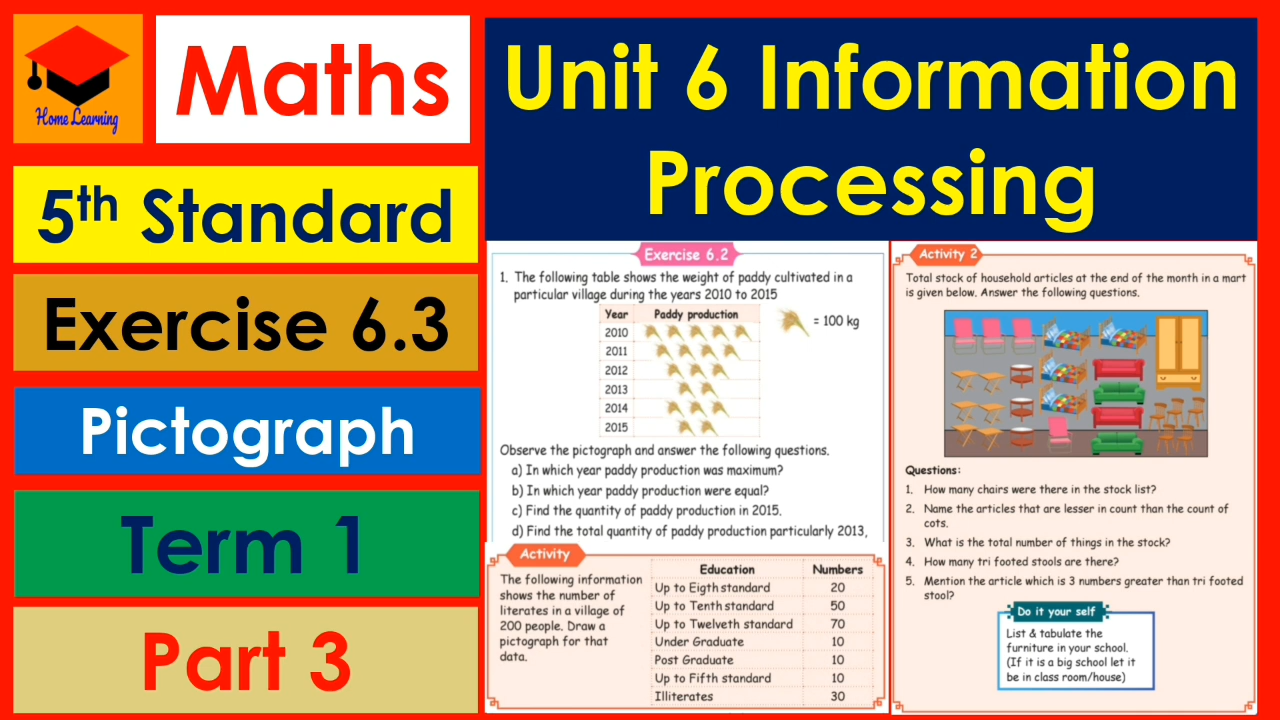 Home Learning
Maths
5th Standard
Exercise 6.3
Pictograph
Term 1
Part 3
Unit 6 Information
Processing
Exercise 6.2
1. The following table shows the weight of paddy cultivated in a
particular village during the years 2010 to 2015
Year Paddy production
2010
2011
2012
2013
2014
2015
= 100 kg
Observe the pictograph and answer the following questions.
a) In which year paddy production was maximum?
b) In which year paddy production were equal?
c) Find the quantity of paddy production in 2015.
d) Find the total quantity of paddy production particularly 2013,
Activity
The following information
shows the number of
literates in a village of
200 people. Draw a
pictograph for that
data.
Education Numbers
Up to Eigth standard 20
Up to Tenth standard 50
Up to Twelveth standard 70
Under Graduate 10
Post Graduate 10
Up to Fifth standard 10
Illiterates 30
Activity 2
Total stock of household articles at the end of the month in a mart
is given below. Answer the following questions.
Questions:
1. How many chairs were there in the stock list?
2. Name the articles that are lesser in count than the count of
cots.
3. What is the total number of things in the stock?
4. How many tri footed stools are there?
5. Mention the article which is 3 numbers greater than tri footed
stool?
Do it your self
List & tabulate the
furniture in your school.
(If it is a big school let it
be in class room/house)